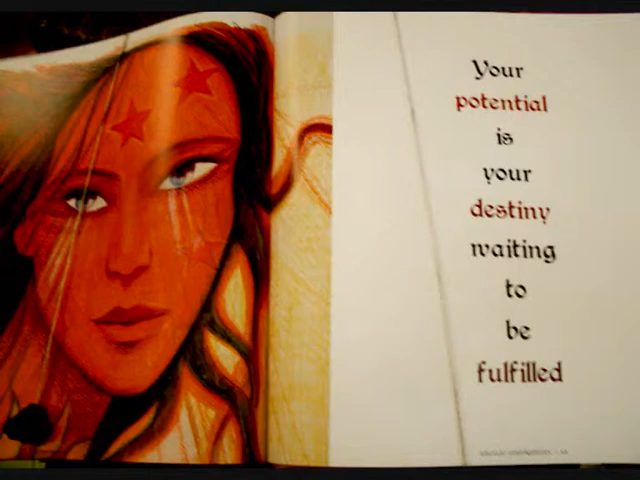 Your
potential
is
your
destiny
waiting
to
be
fulfilled